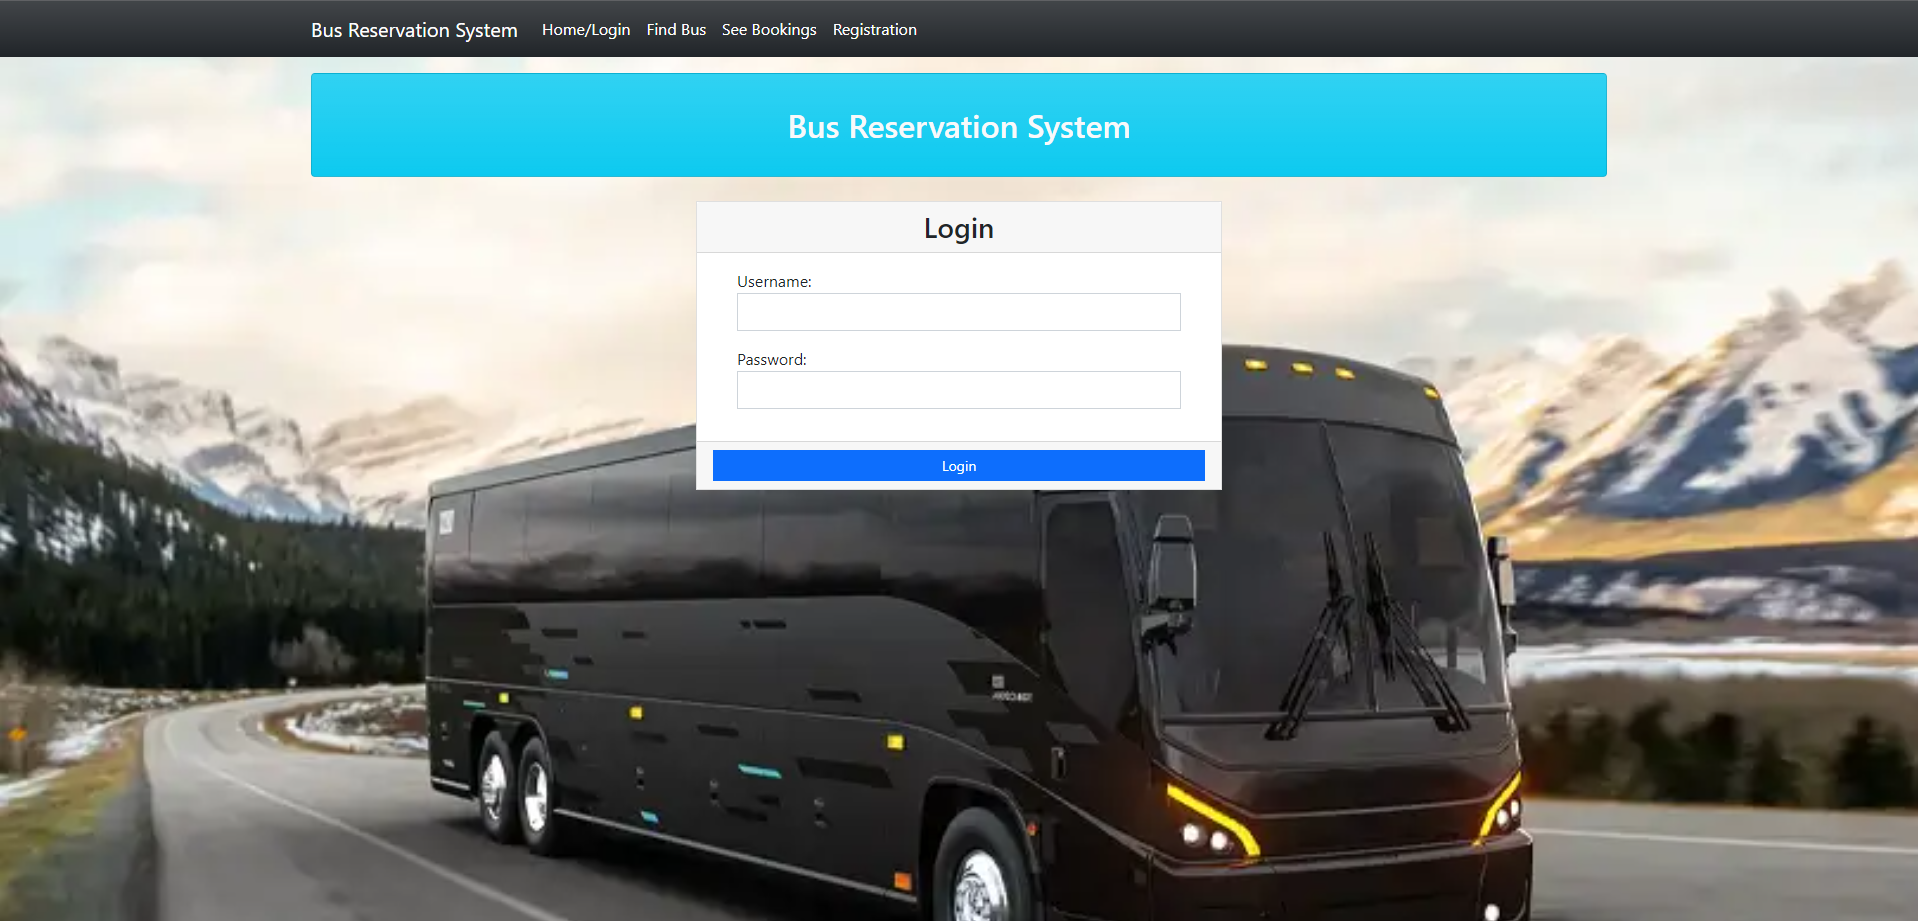 Bus Reservation System Home/Login Find Bus See Bookings Registration
Bus Reservation System
Login
Username:
Password:
Login